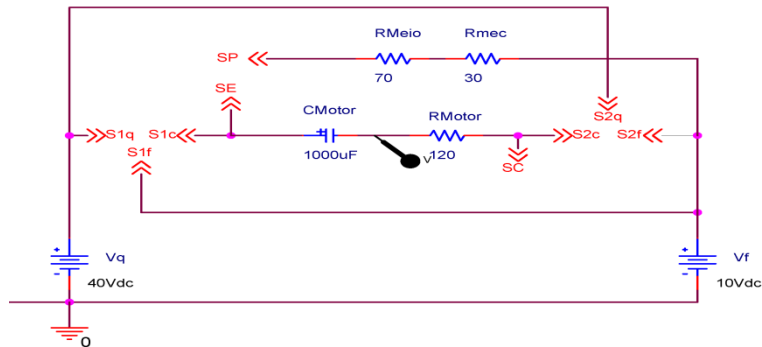 RMeio
Rmec
SP
70
30
SE
CMotor
RMotor
S2q
S1q
S1c
S2c
S2f
S1f
1000uF
V
120
SC
Vq
Vf
40Vdc
10Vdc
0